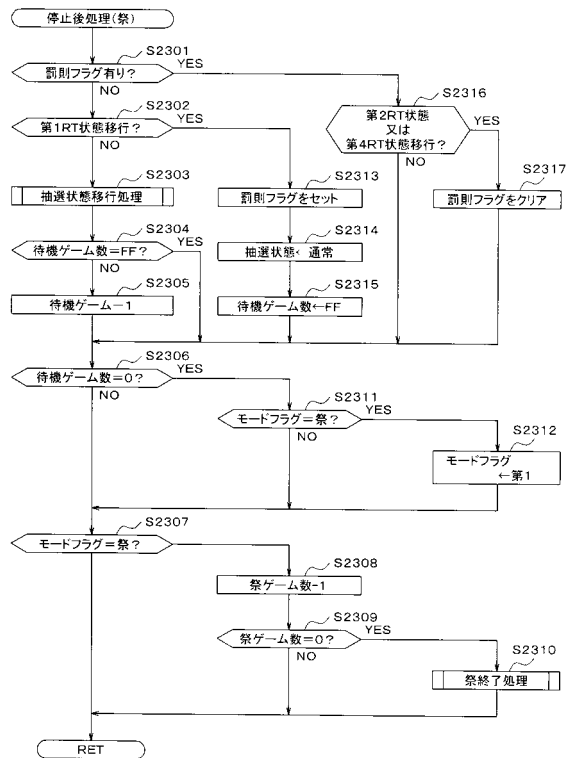 停止後処理(祭)
S2301
罰則フラグ有り?
YES
NO
S2302
第1RT状態移行?
YES
NO
S2316
第2RT状態
又は
第4RT状態移行?
YES
NO
S2303
抽選状態移行処理
S2313
罰則フラグをセット
S2317
罰則フラグをクリア
S2304
待機ゲーム数=FF?
YES
NO
S2314
抽選状態←通常
S2305
待機ゲーム-1
S2315
待機ゲーム数←FF
S2306
待機ゲーム数=0?
YES
NO
S2311
モードフラグ=祭?
YES
NO
S2312
モードフラグ
←第1
S2307
モードフラグ=祭?
S2308
祭ゲーム数-1
S2309
祭ゲーム数=0?
YES
NO
S2310
祭終了処理
RET